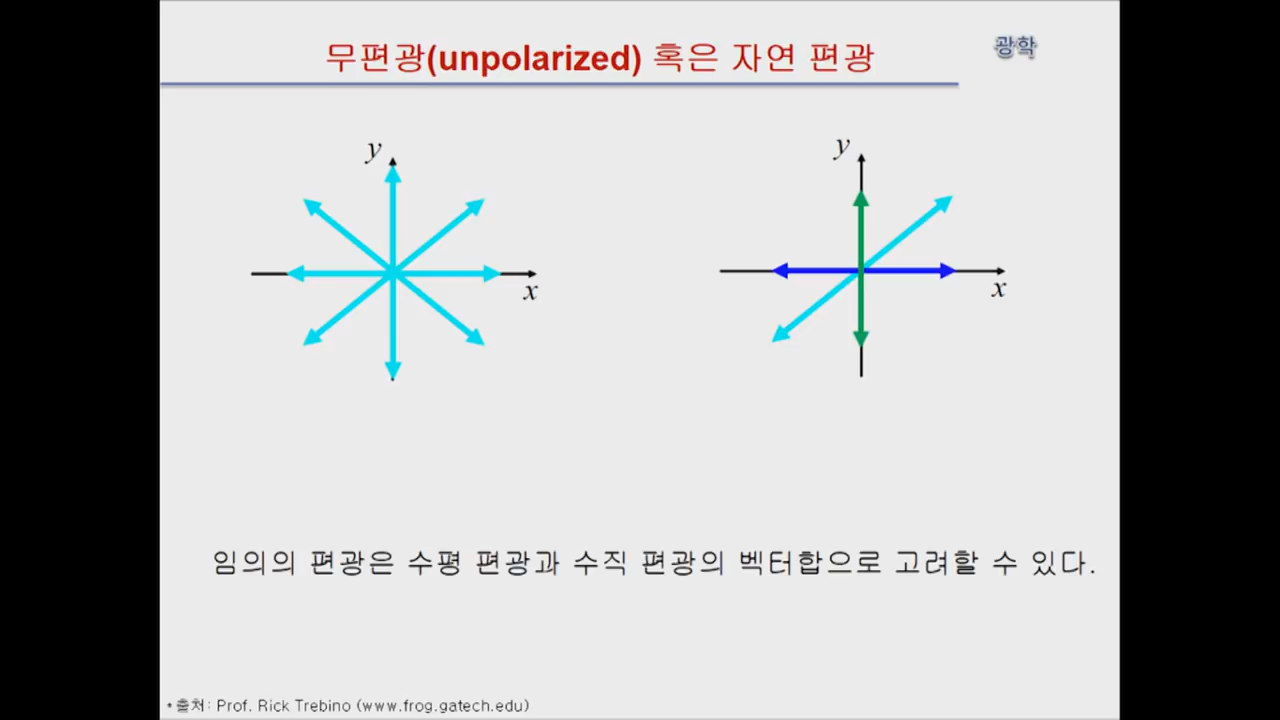 무편광(unpolarized) 혹은 자연 편광
광학
y
x
y
x
임의의 편광은 수평 편광과 수직 편광의 벡터합으로 고려할 수 있다.
*출처: Prof. Rick Trebino (www.frog.gatech.edu)